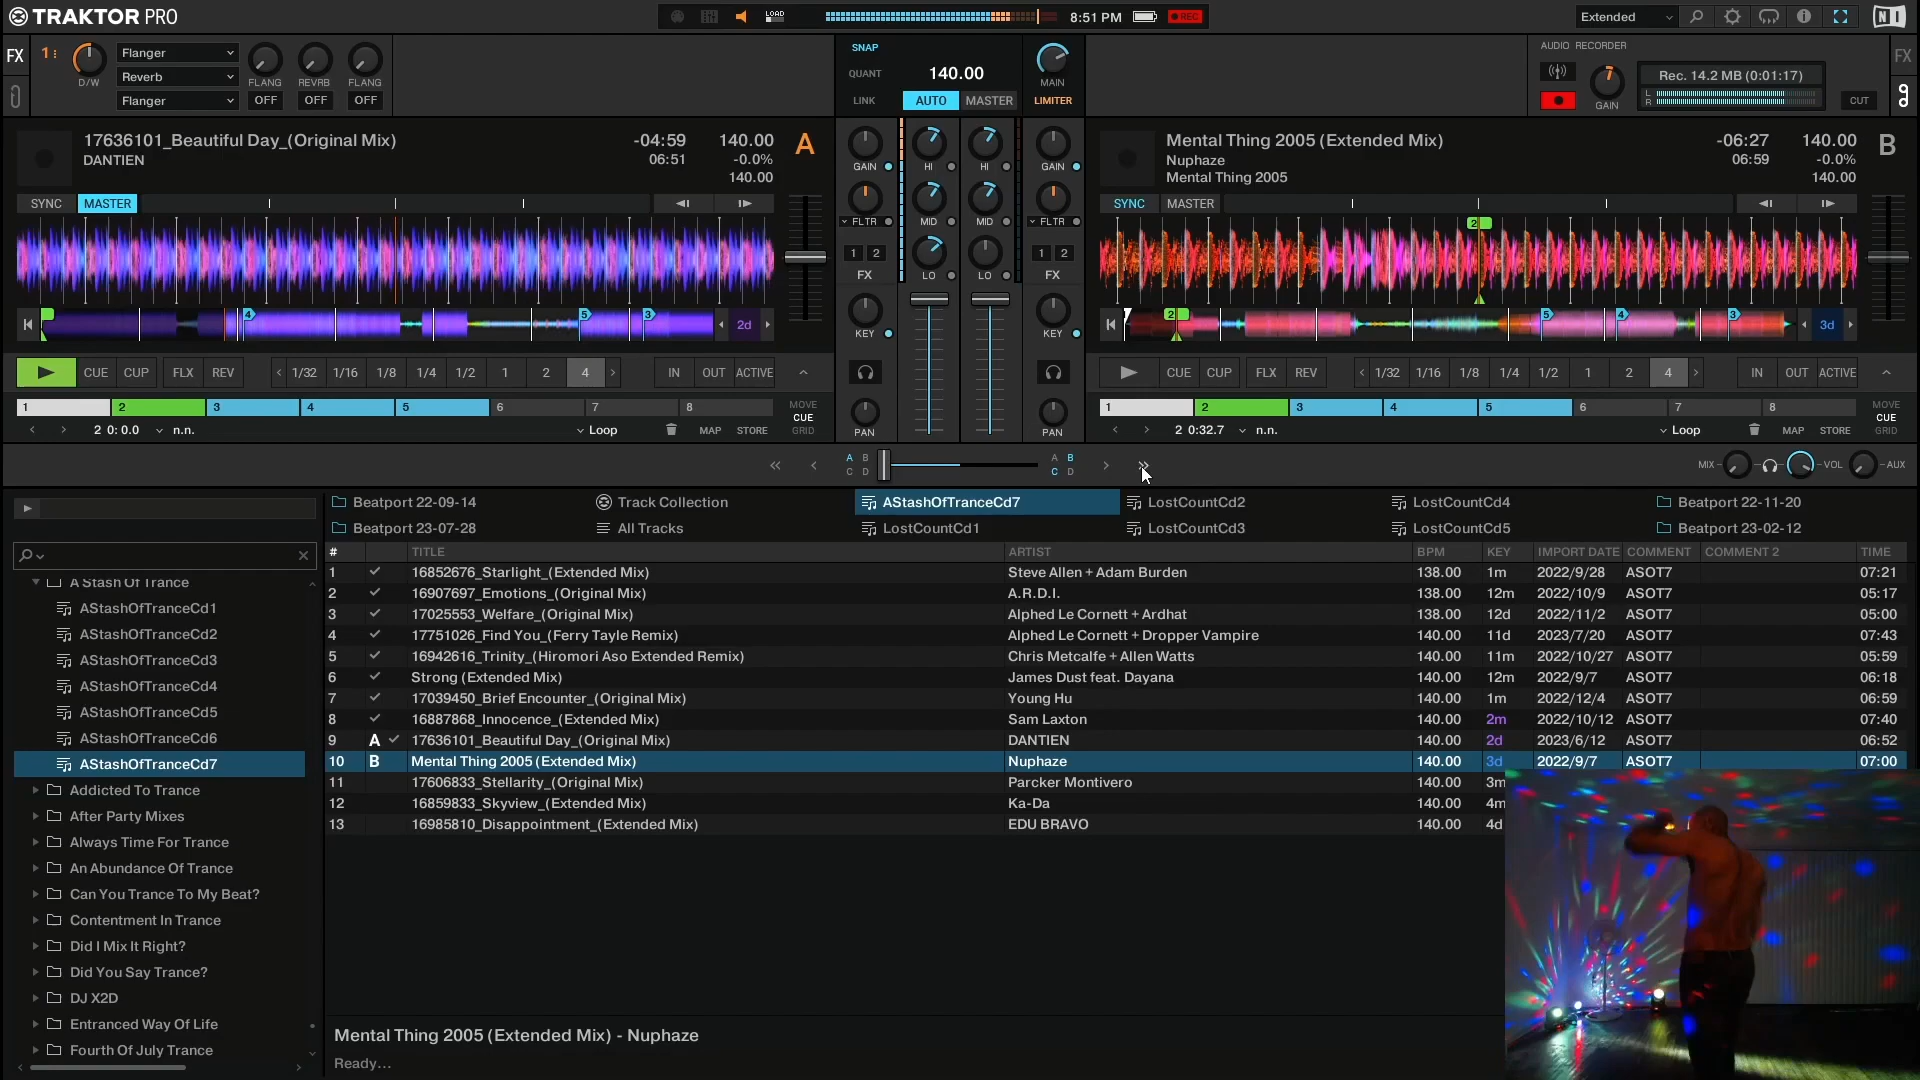 TRAKTOR PRO
LOAD
8:51 PM
REC
Extended
FX
1
D/W
Flanger
Reverb
Flanger
FLANG
REVRB
FLANG
OFF
OFF
OFF
SNAP
QUANT
LINK
140.00
AUTO
MASTER
MAIN
LIMITER
AUDIO RECORDER
GAIN
Rec. 14.2 MB (0:01:17)
L
R
CUT
FX
17636101_Beautiful Day_(Original Mix)
DANTIEN
-04:59
06:51
140.00
-0.0%
140.00
A
SYNC
MASTER
4
5
3
2d
CUE
CUP
FLX
REV
1/32
1/16
1/8
1/4
1/2
1
2
4
IN
OUT
ACTIVE
1
2
3
4
5
6
7
8
MOVE
CUE
GRID
2 0:0.0
n.n.
Loop
MAP
STORE
GAIN
HI
HI
GAIN
FLTR
MID
MID
FLTR
1 2
LO
LO
1 2
FX
FX
KEY
KEY
PAN
PAN
Mental Thing 2005 (Extended Mix)
Nuphaze
Mental Thing 2005
-06:27
06:59
140.00
-0.0%
140.00
B
SYNC
MASTER
2
2
5
4
3
3d
CUE
CUP
FLX
REV
1/32
1/16
1/8
1/4
1/2
1
2
4
IN
OUT
ACTIVE
1
2
3
4
5
6
7
8
MOVE
CUE
GRID
2 0:32.7
n.n.
Loop
MAP
STORE
A B
C D
A B
C D
MIX
VOL
AUX
Beatport 22-09-14
Track Collection
AStashOfTranceCd7
LostCountCd2
LostCountCd4
Beatport 22-11-20
Beatport 23-07-28
All Tracks
LostCountCd1
LostCountCd3
LostCountCd5
Beatport 23-02-12
A Stash Of Trance
AStashOfTranceCd1
AStashOfTranceCd2
AStashOfTranceCd3
AStashOfTranceCd4
AStashOfTranceCd5
AStashOfTranceCd6
AStashOfTranceCd7
Addicted To Trance
After Party Mixes
Always Time For Trance
An Abundance Of Trance
Can You Trance To My Beat?
Contentment In Trance
Did I Mix It Right?
Did You Say Trance?
DJ X2D
Entranced Way Of Life
Fourth Of July Trance
# TITLE ARTIST BPM KEY IMPORT DATE COMMENT COMMENT 2 TIME
1 16852676_Starlight_(Extended Mix) Steve Allen + Adam Burden 138.00 1m 2022/9/28 ASOT7 07:21
2 16907697_Emotions_(Original Mix) A.R.D.I. 138.00 12m 2022/10/9 ASOT7 05:17
3 17025553_Welfare_(Original Mix) Alphed Le Cornett + Ardhat 138.00 12d 2022/11/2 ASOT7 05:00
4 17751026_Find You_(Ferry Tayle Remix) Alphed Le Cornett + Dropper Vampire 140.00 11d 2023/7/20 ASOT7 07:43
5 16942616_Trinity_(Hiromori Aso Extended Remix) Chris Metcalfe + Allen Watts 140.00 11m 2022/10/27 ASOT7 05:59
6 Strong (Extended Mix) James Dust feat. Dayana 140.00 12m 2022/9/7 ASOT7 06:18
7 17039450_Brief Encounter_(Original Mix) Young Hu 140.00 1m 2022/12/4 ASOT7 06:59
8 16887868_Innocence_(Extended Mix) Sam Laxton 140.00 2m 2022/10/12 ASOT7 07:40
9 A 17636101_Beautiful Day_(Original Mix) DANTIEN 140.00 2d 2023/6/12 ASOT7 06:52
10 B Mental Thing 2005 (Extended Mix) Nuphaze 140.00 3d 2022/9/7 ASOT7 07:00
11 17606833_Stellarity_(Original Mix) Parcker Montivero 140.00 3m
12 16859833_Skyview_(Extended Mix) Ka-Da 140.00 4m
13 16985810_Disappointment_(Extended Mix) EDU BRAVO 140.00 4d
Mental Thing 2005 (Extended Mix) - Nuphaze
Ready...